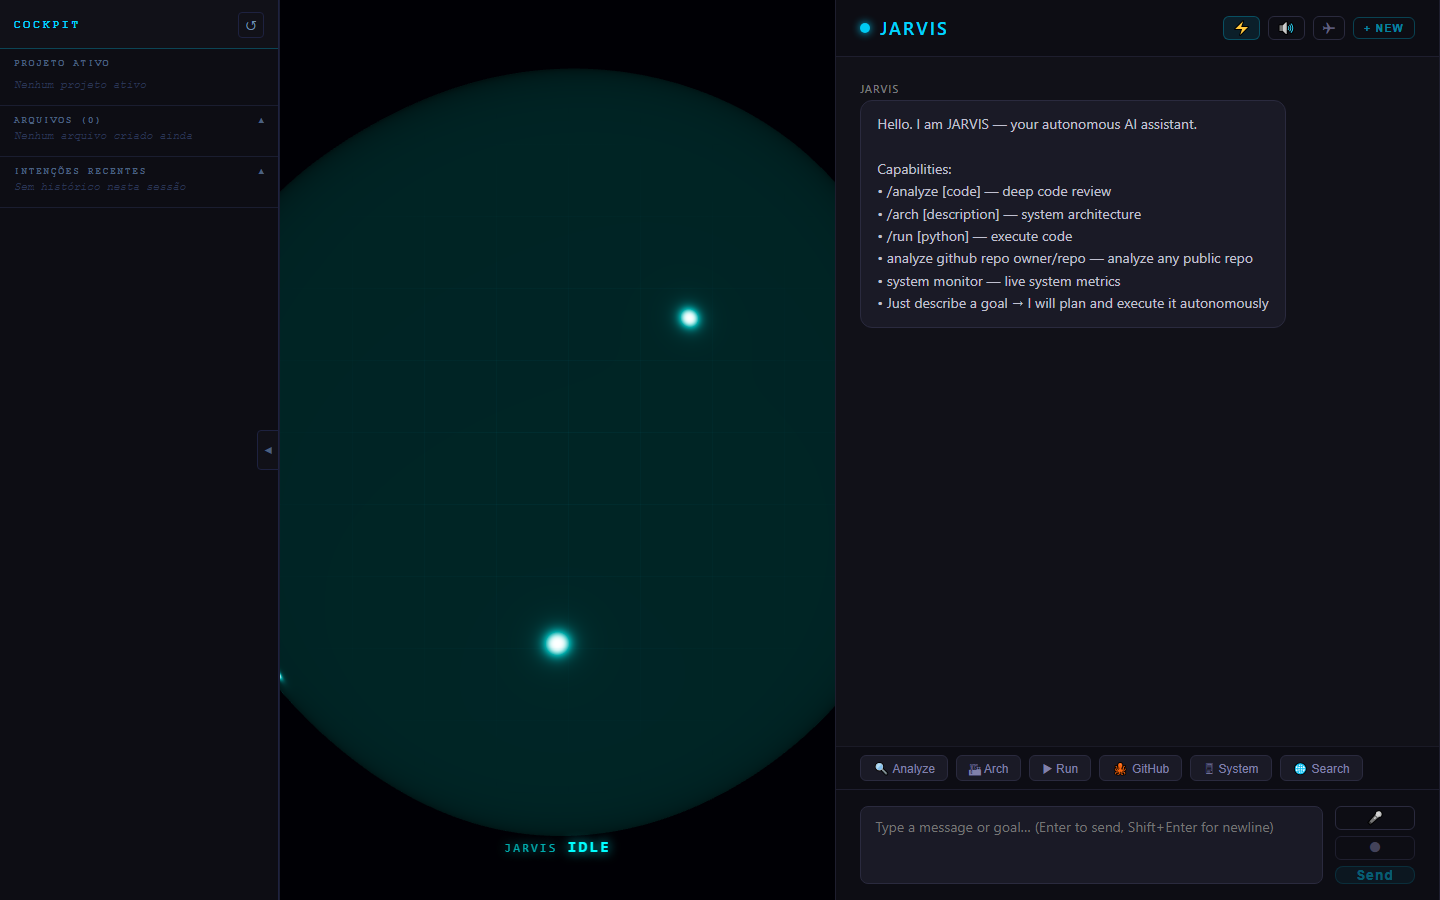 COCKPIT
↺
PROJETO ATIVO
Nenhum projeto ativo
ARQUIVOS (0) ▲
Nenhum arquivo criado ainda
INTENÇÕES RECENTES ▲
Sem histórico nesta sessão
◀
JARVIS IDLE
JARVIS
+ NEW
JARVIS
Hello. I am JARVIS — your autonomous AI assistant.
Capabilities:
• /analyze [code] — deep code review
• /arch [description] — system architecture
• /run [python] — execute code
• analyze github repo owner/repo — analyze any public repo
• system monitor — live system metrics
• Just describe a goal → I will plan and execute it autonomously
Analyze
Arch
Run
GitHub
System
Search
Type a message or goal... (Enter to send, Shift+Enter for newline)
Send